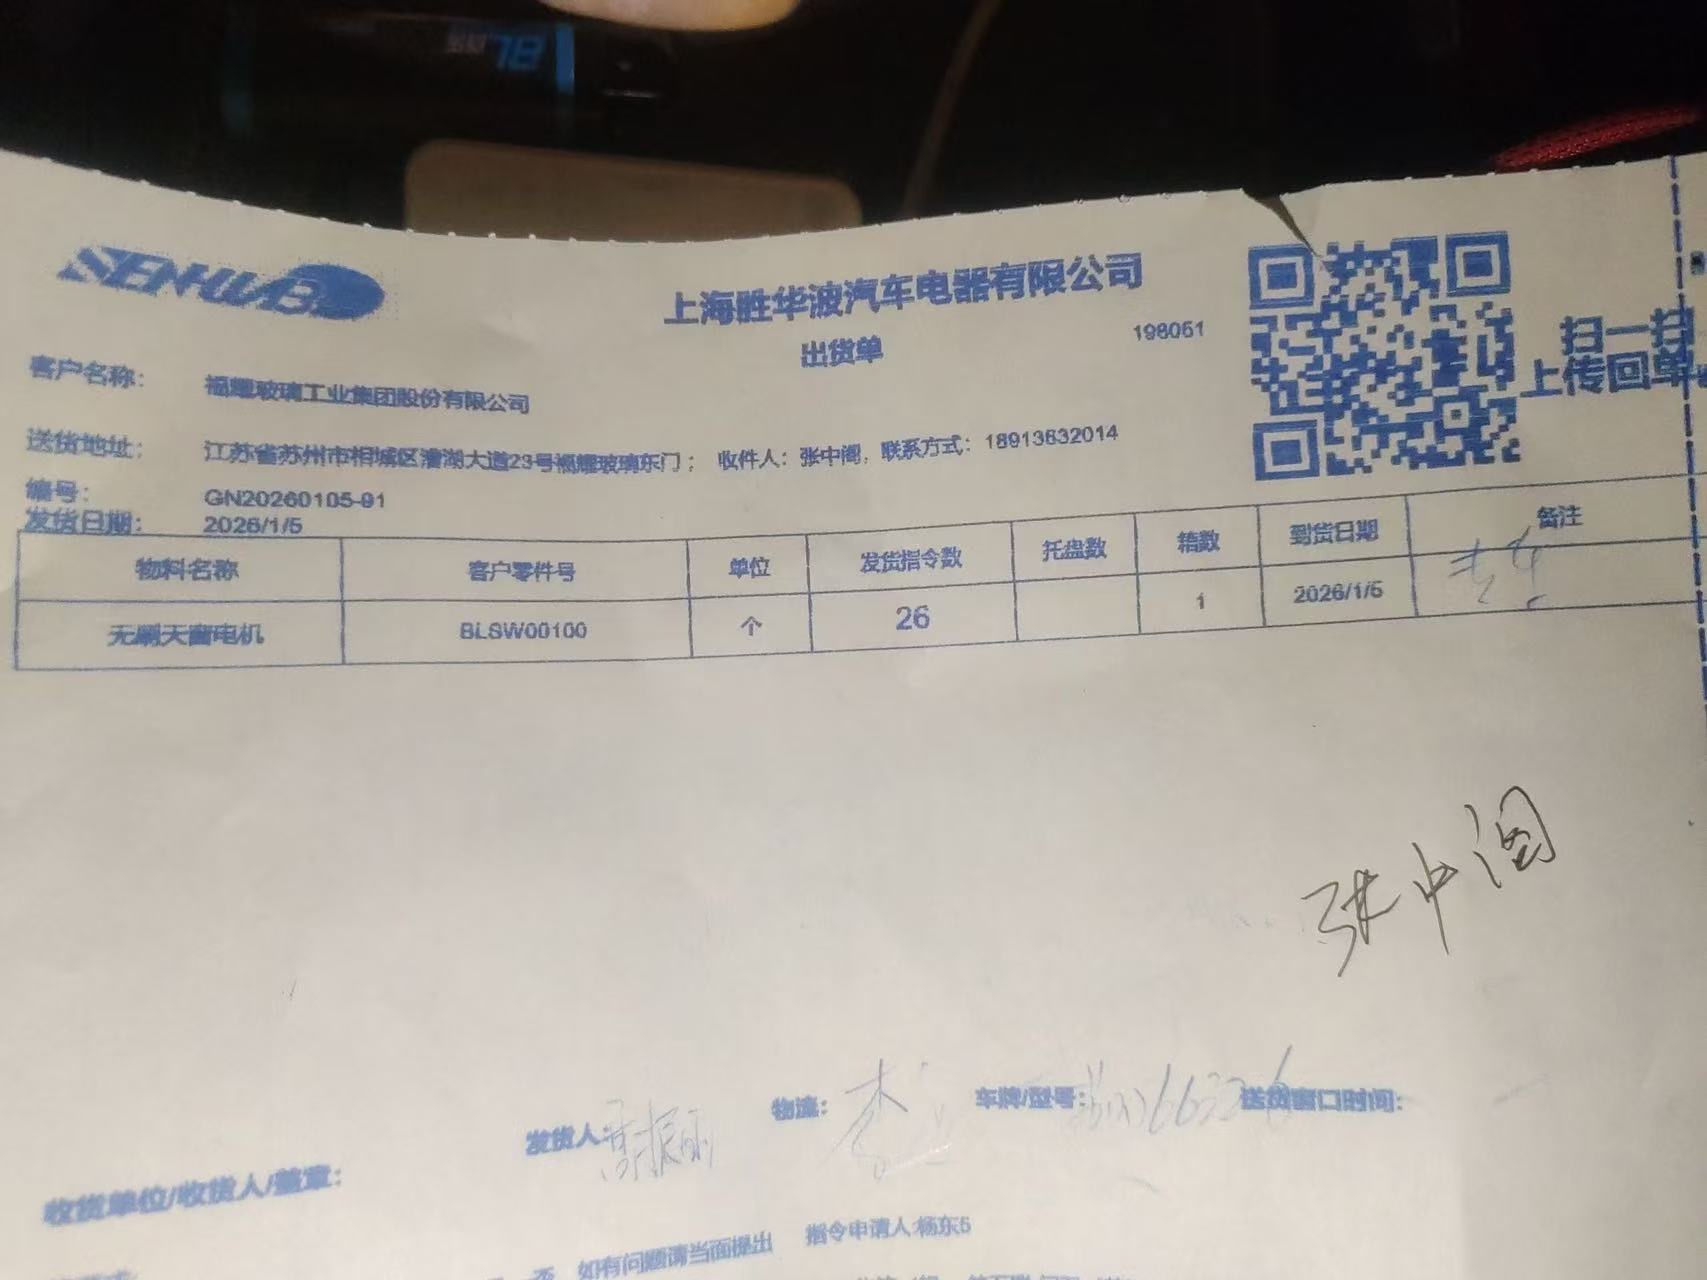 78
SENHWAB
上海胜华波汽车电器有限公司
出货单
198051
扫一扫
上传回单
客户名称： 福耀玻璃工业集团股份有限公司
送货地址： 江苏省苏州市相城区漕湖大道23号福耀玻璃东门； 收件人：张中阁，联系方式：18913632014
编号： GN20260105-91
发货日期： 2026/1/5
物料名称 客户零件号 单位 发货指令数 托盘数 箱数 到货日期 备注
无刷天窗电机 BLSW00100 个 26 1 2026/1/5
张中阁
发货人： 物流： 车牌/型号： 送货窗口时间：
收货单位/收货人/盖章：
如有问题请当面提出 指令申请人:杨东5